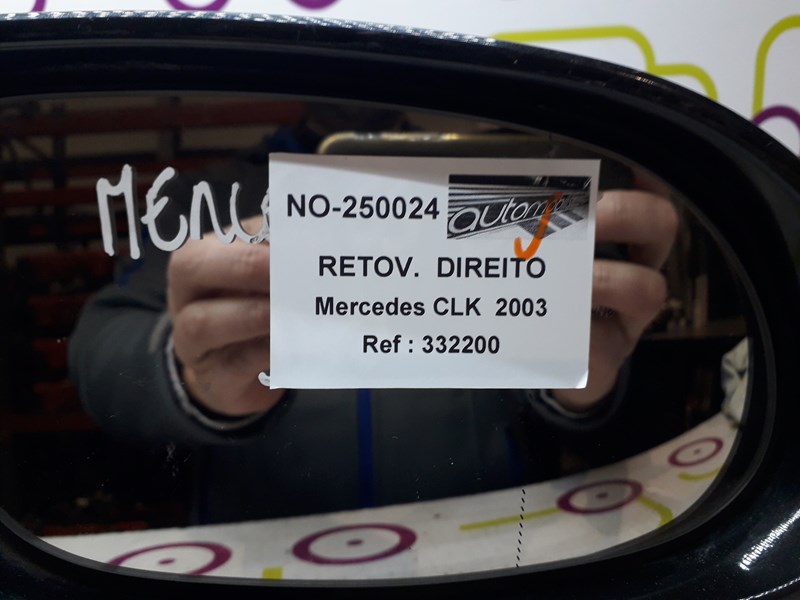 NO-250024
RETOV. DIREITO
Mercedes CLK 2003
Ref : 332200